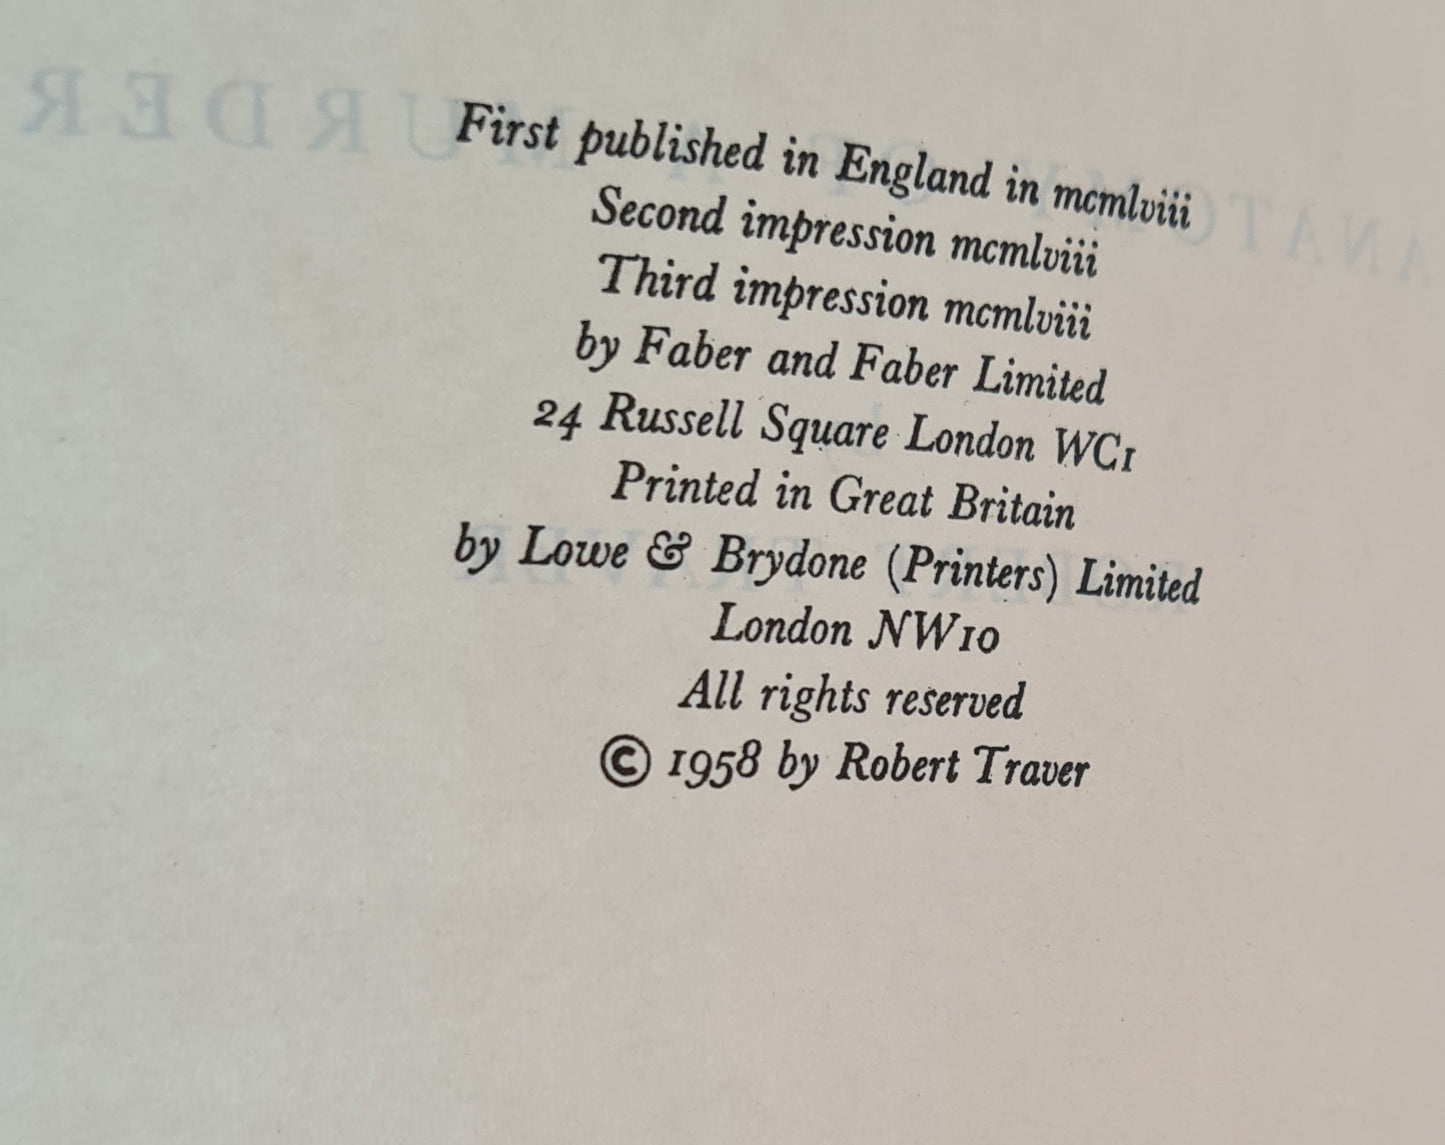 First published in England in mcmlviii
Second impression mcmlviii
Third impression mcmlviii
by Faber and Faber Limited
24 Russell Square London WC1
Printed in Great Britain
by Lowe & Brydone (Printers) Limited
London NW10
All rights reserved
© 1958 by Robert Traver